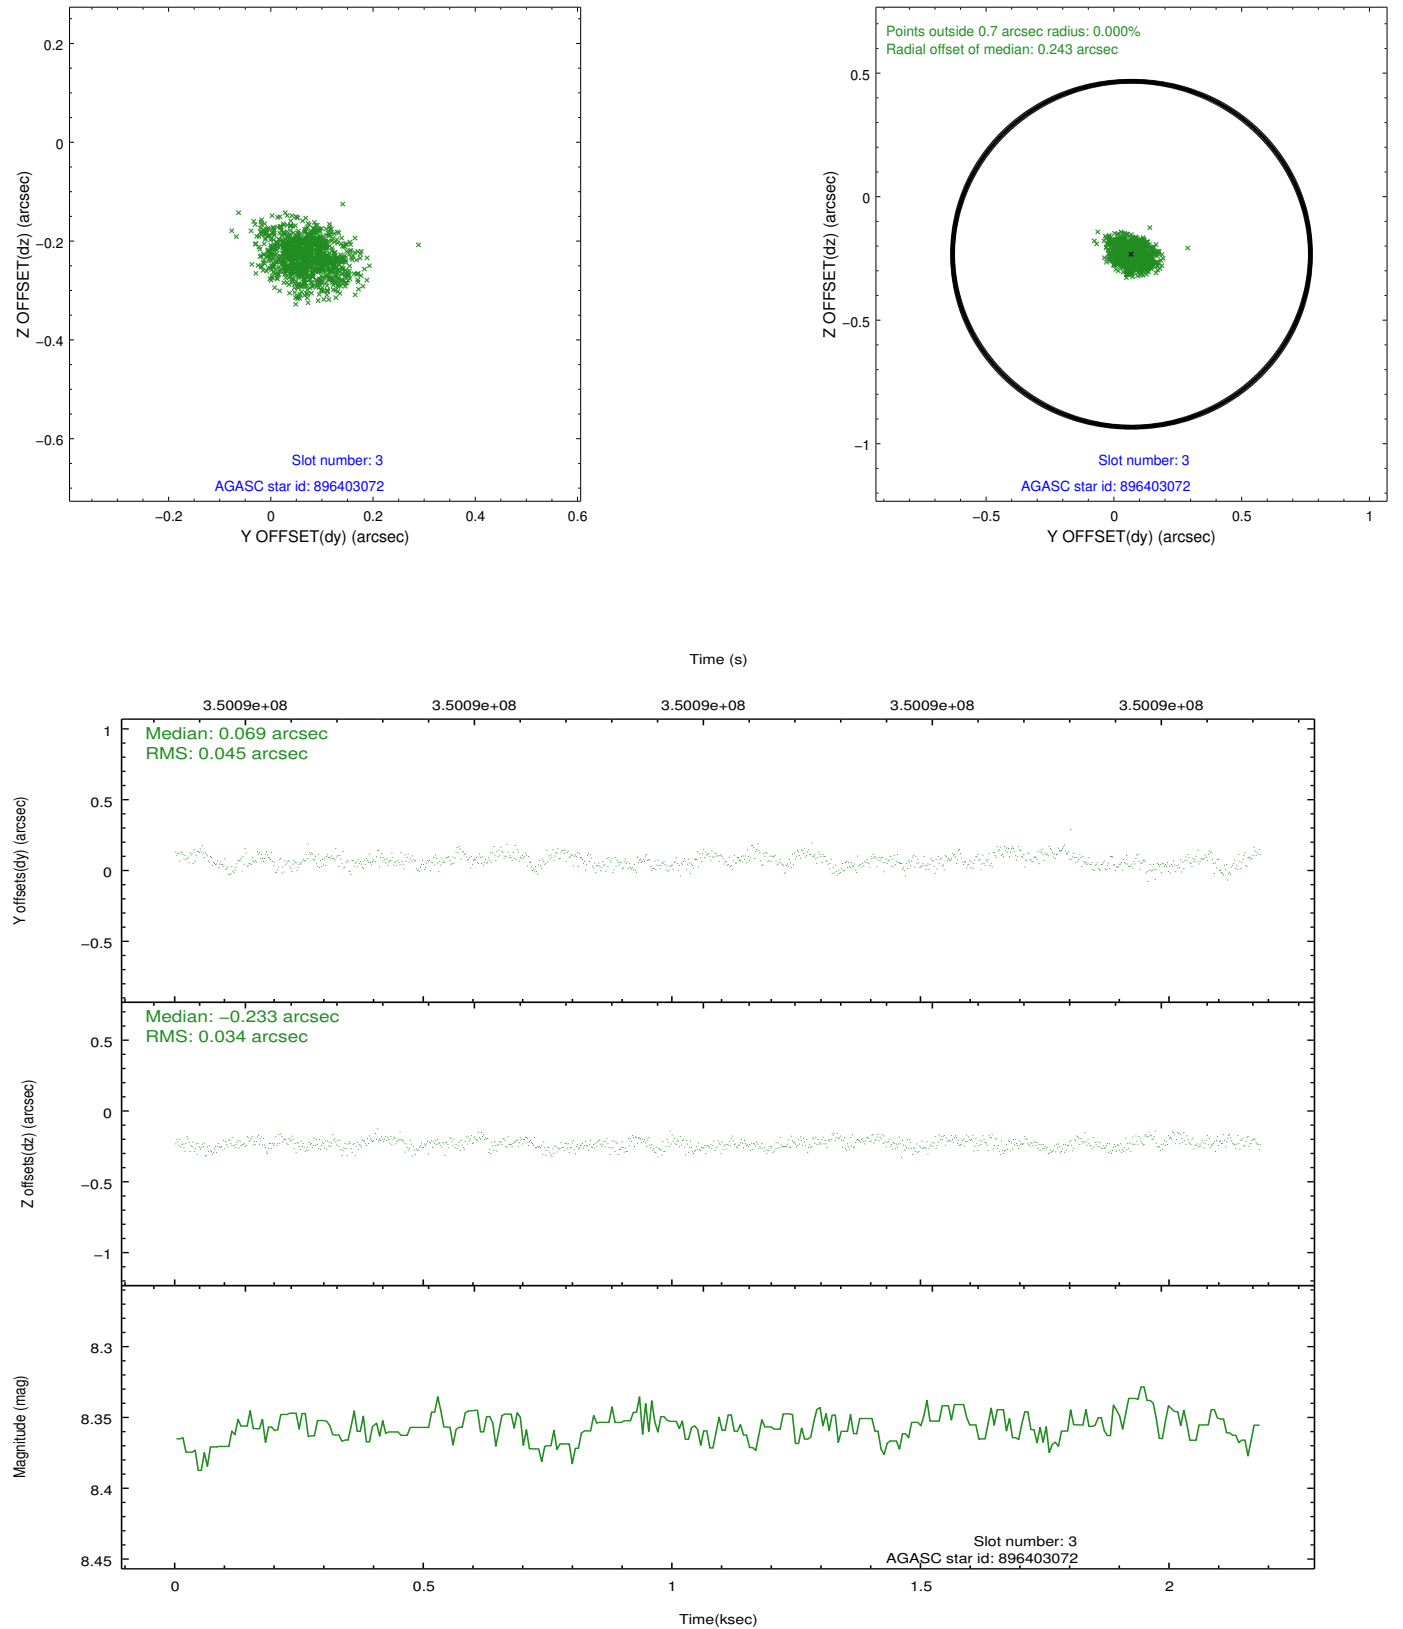 0.2
0
−0.2
−0.4
−0.6
Z OFFSET(dz) (arcsec)
Slot number: 3
AGASC star id: 896403072
−0.2
0
0.2
0.4
0.6
Y OFFSET(dy) (arcsec)
Points outside 0.7 arcsec radius: 0.000%
Radial offset of median: 0.243 arcsec
0.5
0
−0.5
−1
Z OFFSET(dz) (arcsec)
Slot number: 3
AGASC star id: 896403072
−0.5
0
0.5
1
Y OFFSET(dy) (arcsec)
Time (s)
3.5009e+08
3.5009e+08
3.5009e+08
3.5009e+08
3.5009e+08
Median: 0.069 arcsec
RMS: 0.045 arcsec
1
0.5
0
−0.5
Y offsets(dy) (arcsec)
Median: −0.233 arcsec
RMS: 0.034 arcsec
0.5
0
−0.5
−1
Z offsets(dz) (arcsec)
8.3
8.35
8.4
8.45
Magnitude (mag)
Slot number: 3
AGASC star id: 896403072
0
0.5
1
1.5
2
Time(ksec)